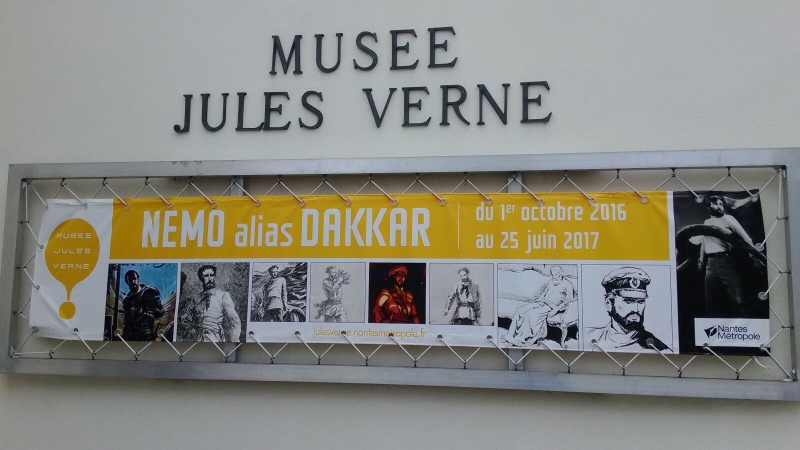 MUSEE
JULES VERNE
MUSEE
JULES
VERNE
NEMO alias DAKKAR
du 1er octobre 2016
au 25 juin 2017
julesverne.nantesmetropole.fr
Nantes
Métropole